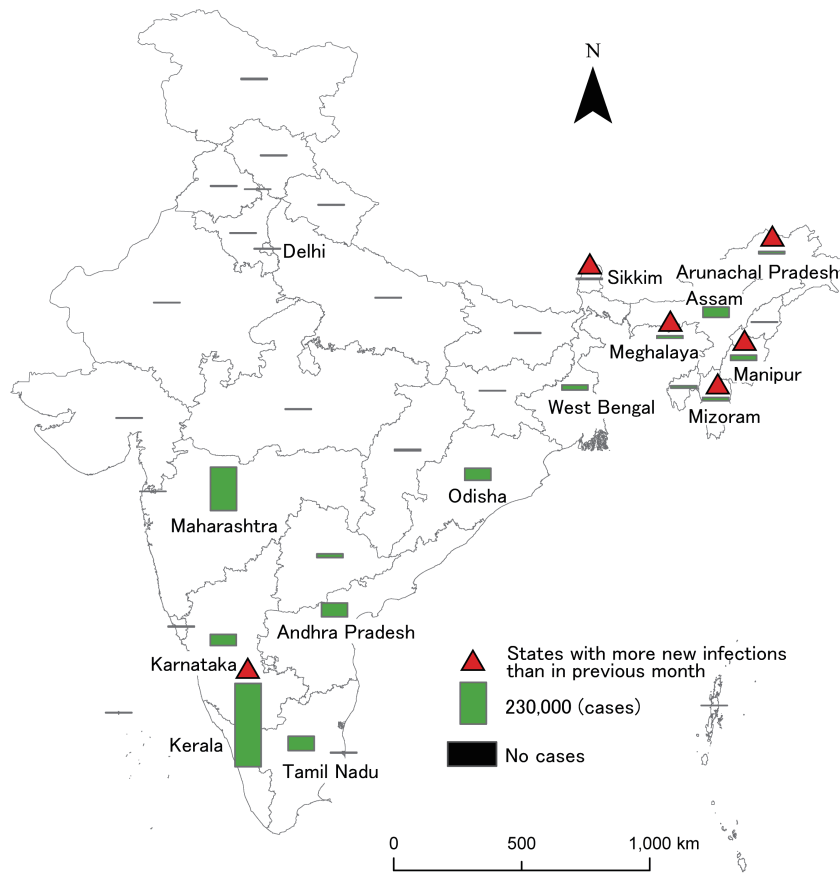 N
Delhi
Sikkim
Arunachal Pradesh
Assam
Meghalaya
Manipur
West Bengal
Mizoram
Odisha
Maharashtra
Andhra Pradesh
Karnataka
Kerala
Tamil Nadu
States with more new infections
than in previous month
230,000 (cases)
No cases
0 500 1,000 km